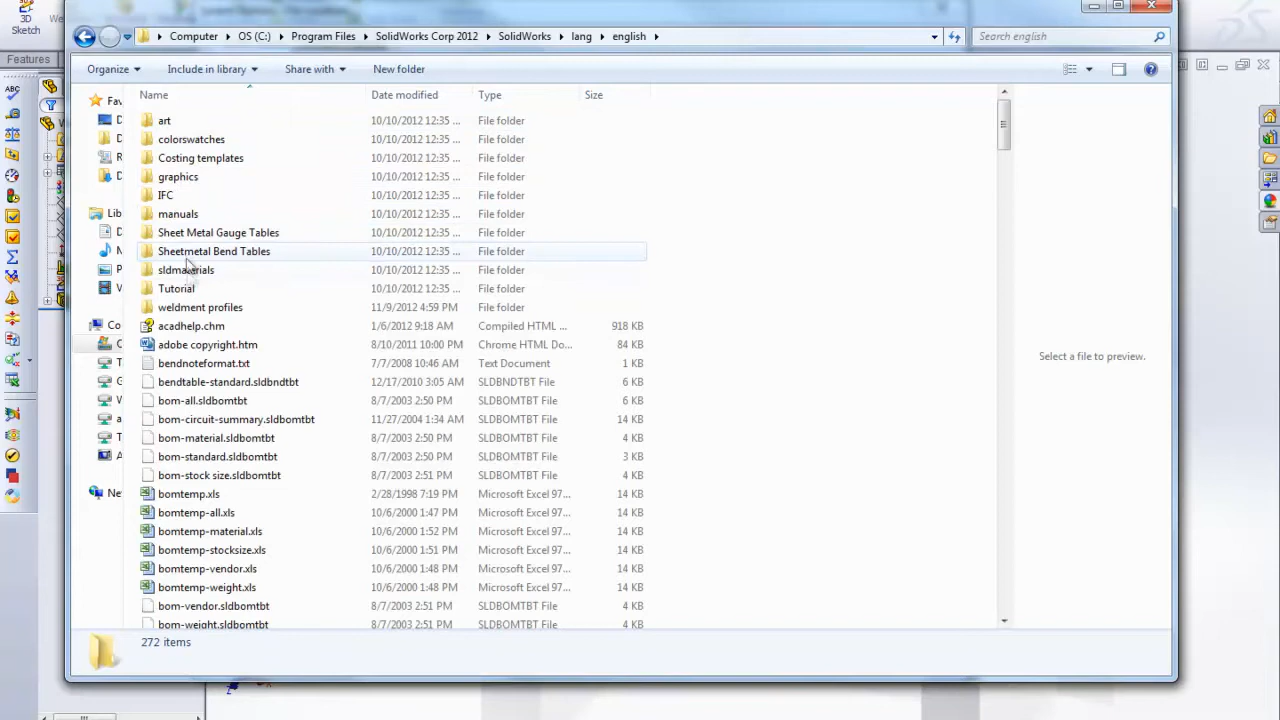 3D
Sketch
We
Features
Computer OS (C:) Program Files SolidWorks Corp 2012 SolidWorks lang english
Search english
Organize Include in library Share with New folder
Name Date modified Type Size
art 10/10/2012 12:35 ... File folder
colorswatches 10/10/2012 12:35 ... File folder
Costing templates 10/10/2012 12:35 ... File folder
graphics 10/10/2012 12:35 ... File folder
IFC 10/10/2012 12:35 ... File folder
manuals 10/10/2012 12:35 ... File folder
Sheet Metal Gauge Tables 10/10/2012 12:35 ... File folder
Sheetmetal Bend Tables 10/10/2012 12:35 ... File folder
sldmaterials 10/10/2012 12:35 ... File folder
Tutorial 10/10/2012 12:35 ... File folder
weldment profiles 11/9/2012 4:59 PM File folder
acadhelp.chm 1/6/2012 9:18 AM Compiled HTML ... 918 KB
adobe copyright.htm 8/10/2011 10:00 PM Chrome HTML Do... 84 KB
bendnoteformat.txt 7/7/2008 10:46 AM Text Document 1 KB
bendtable-standard.sldbndtbt 12/17/2010 3:05 AM SLDBNDTBT File 6 KB
bom-all.sldbomtbt 8/7/2003 2:50 PM SLDBOMTBT File 6 KB
bom-circuit-summary.sldbomtbt 11/27/2004 1:34 AM SLDBOMTBT File 14 KB
bom-material.sldbomtbt 8/7/2003 2:50 PM SLDBOMTBT File 4 KB
bom-standard.sldbomtbt 8/7/2003 2:50 PM SLDBOMTBT File 3 KB
bom-stock size.sldbomtbt 8/7/2003 2:51 PM SLDBOMTBT File 4 KB
bomtemp.xls 2/28/1998 7:19 PM Microsoft Excel 97... 14 KB
bomtemp-all.xls 10/6/2000 1:47 PM Microsoft Excel 97... 14 KB
bomtemp-material.xls 10/6/2000 1:52 PM Microsoft Excel 97... 14 KB
bomtemp-stocksize.xls 10/6/2000 1:51 PM Microsoft Excel 97... 14 KB
bomtemp-vendor.xls 10/6/2000 1:48 PM Microsoft Excel 97... 14 KB
bomtemp-weight.xls 10/6/2000 1:48 PM Microsoft Excel 97... 14 KB
bom-vendor.sldbomtbt 8/7/2003 2:51 PM SLDBOMTBT File 4 KB
bom-weight.sldbomtbt 8/7/2003 2:51 PM SLDBOMTBT File 4 KB
Fav
D
D
R
D
Lib
D
N
P
V
Co
C
T
G
V
a
T
A
Ne
Select a file to preview.
272 items